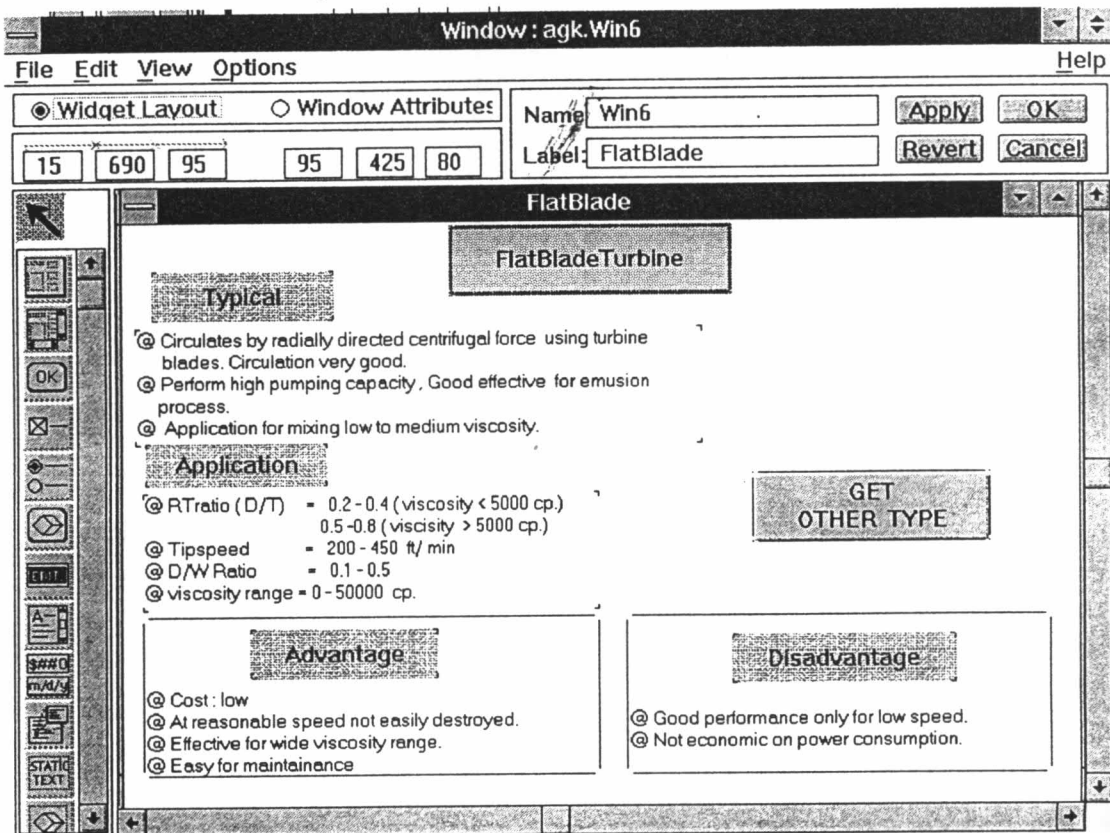 Window : agk.Win6
File Edit View Options Help
Widget Layout Window Attributes
Name Win6 Apply OK
15 690 95 95 425 80
Label: FlatBlade Revert Cancel
FlatBlade
FlatBladeTurbine
Typical
@ Circulates by radially directed centrifugal force using turbine
blades. Circulation very good.
@ Perform high pumping capacity, Good effective for emusion
process.
@ Application for mixing low to medium viscosity.
Application
@ RTratio ( D/T) = 0.2 - 0.4 ( viscosity < 5000 cp.)
0.5 -0.8 ( viscisity > 5000 cp.)
@ Tipspeed = 200 - 450 ft/ min
@ D/W Ratio = 0.1 - 0.5
@ viscosity range = 0 - 50000 cp.
GET
OTHER TYPE
Advantage
@ Cost : low
@ At reasonable speed not easily destroyed.
@ Effective for wide viscosity range.
@ Easy for maintainance
Disadvantage
@ Good performance only for low speed.
@ Not economic on power consumption.
OK
EDIT
A
$##0
m/d/y
STATIC
TEXT